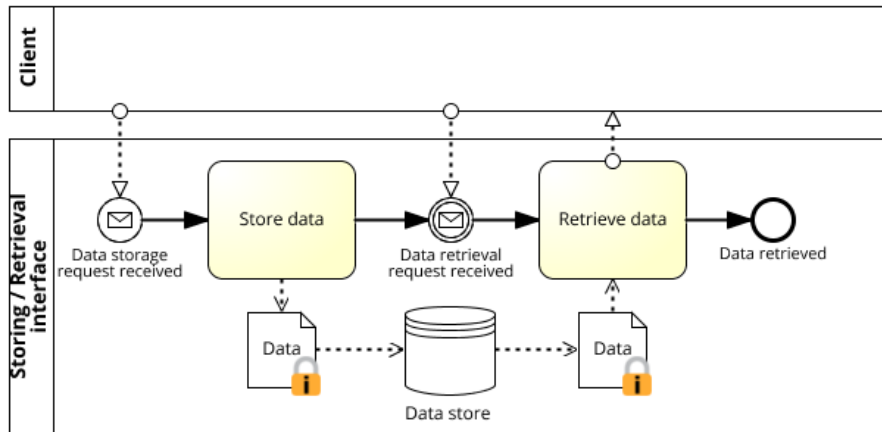 Client
Storing / Retrieval
interface
Store data
Retrieve data
Data storage
request received
Data retrieval
request received
Data retrieved
Data
i
Data
i
Data store